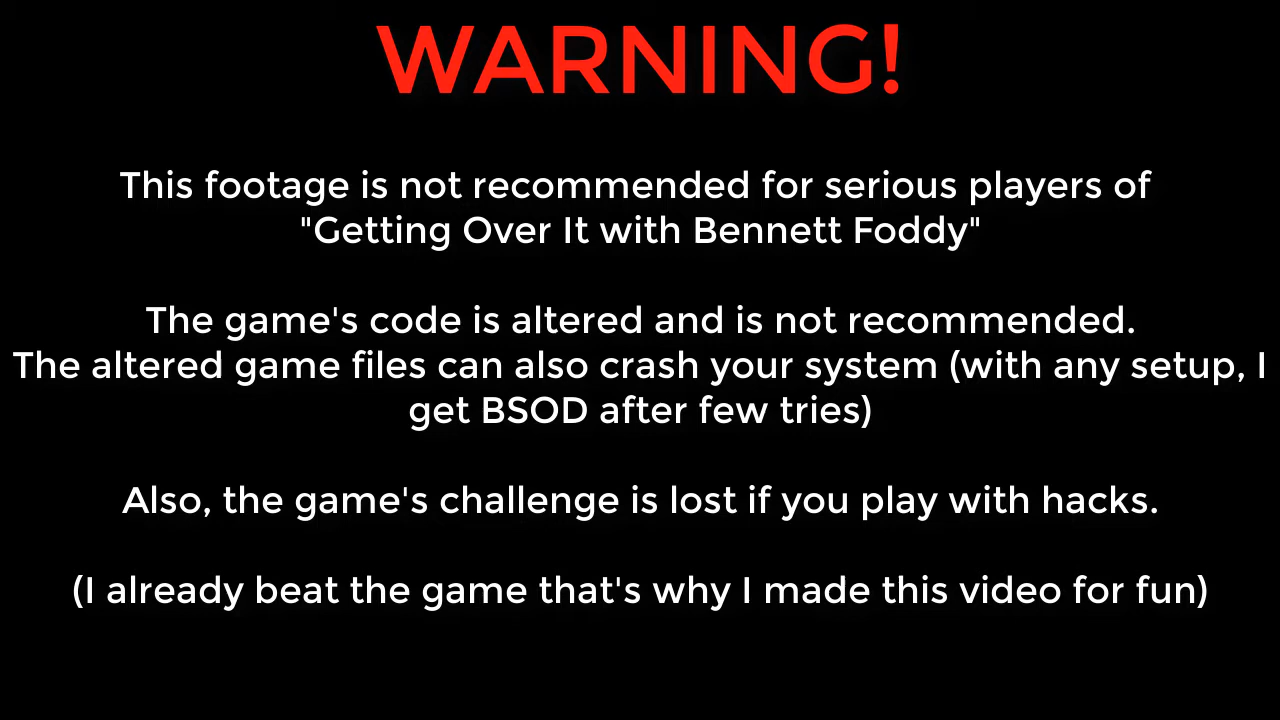 WARNING!
This footage is not recommended for serious players of
"Getting Over It with Bennett Foddy"
The game's code is altered and is not recommended.
The altered game files can also crash your system (with any setup, I
get BSOD after few tries)
Also, the game's challenge is lost if you play with hacks.
(I already beat the game that's why I made this video for fun)